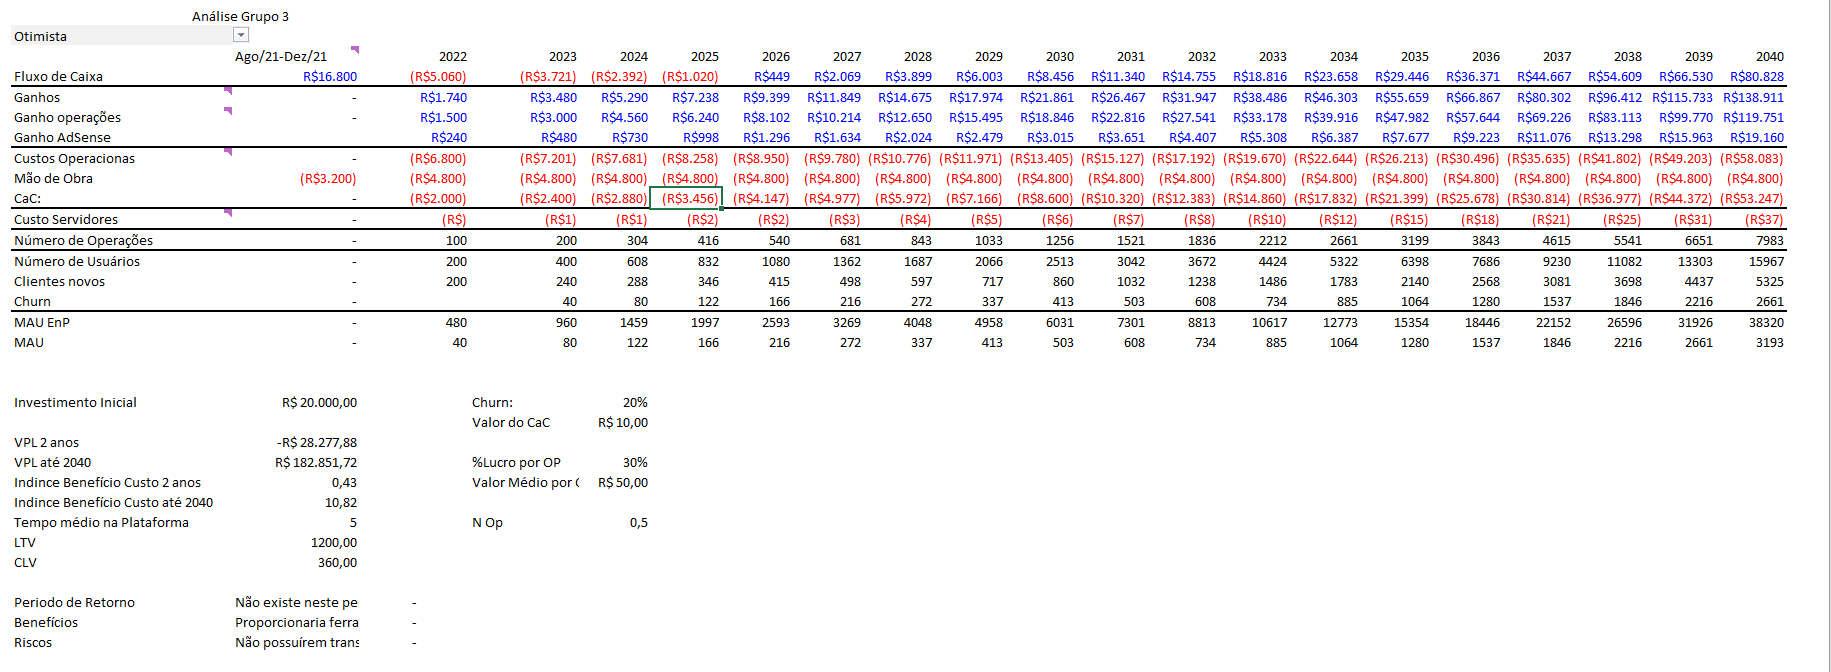 Análise Grupo 3
Otimista
Ago/21-Dez/21 2022 2023 2024 2025 2026 2027 2028 2029 2030 2031 2032 2033 2034 2035 2036 2037 2038 2039 2040
Fluxo de Caixa R$16.800 (R$5.060) (R$3.721) (R$2.392) (R$1.020) R$449 R$2.069 R$3.899 R$6.003 R$8.456 R$11.340 R$14.755 R$18.816 R$23.658 R$29.446 R$36.371 R$44.667 R$54.609 R$66.530 R$80.828
Ganhos - R$1.740 R$3.480 R$5.290 R$7.238 R$9.399 R$11.849 R$14.675 R$17.974 R$21.861 R$26.467 R$31.947 R$38.486 R$46.303 R$55.659 R$66.867 R$80.302 R$96.412 R$115.733 R$138.911
Ganho operações - R$1.500 R$3.000 R$4.560 R$6.240 R$8.102 R$10.214 R$12.650 R$15.495 R$18.846 R$22.816 R$27.541 R$33.178 R$39.916 R$47.982 R$57.644 R$69.226 R$83.113 R$99.770 R$119.751
Ganho AdSense R$240 R$480 R$730 R$998 R$1.296 R$1.634 R$2.024 R$2.479 R$3.015 R$3.651 R$4.407 R$5.308 R$6.387 R$7.677 R$9.223 R$11.076 R$13.298 R$15.963 R$19.160
Custos Operacionas - (R$6.800) (R$7.201) (R$7.681) (R$8.258) (R$8.950) (R$9.780) (R$10.776) (R$11.971) (R$13.405) (R$15.127) (R$17.192) (R$19.670) (R$22.644) (R$26.213) (R$30.496) (R$35.635) (R$41.802) (R$49.203) (R$58.083)
Mão de Obra (R$3.200) (R$4.800) (R$4.800) (R$4.800) (R$4.800) (R$4.800) (R$4.800) (R$4.800) (R$4.800) (R$4.800) (R$4.800) (R$4.800) (R$4.800) (R$4.800) (R$4.800) (R$4.800) (R$4.800) (R$4.800) (R$4.800) (R$4.800)
CaC: - (R$2.000) (R$2.400) (R$2.880) (R$3.456) (R$4.147) (R$4.977) (R$5.972) (R$7.166) (R$8.600) (R$10.320) (R$12.383) (R$14.860) (R$17.832) (R$21.399) (R$25.678) (R$30.814) (R$36.977) (R$44.372) (R$53.247)
Custo Servidores - (R$) (R$1) (R$1) (R$2) (R$2) (R$3) (R$4) (R$5) (R$6) (R$7) (R$8) (R$10) (R$12) (R$15) (R$18) (R$21) (R$25) (R$31) (R$37)
Número de Operações - 100 200 304 416 540 681 843 1033 1256 1521 1836 2212 2661 3199 3843 4615 5541 6651 7983
Número de Usuários - 200 400 608 832 1080 1362 1687 2066 2513 3042 3672 4424 5322 6398 7686 9230 11082 13303 15967
Clientes novos - 200 240 288 346 415 498 597 717 860 1032 1238 1486 1783 2140 2568 3081 3698 4437 5325
Churn - 40 80 122 166 216 272 337 413 503 608 734 885 1064 1280 1537 1846 2216 2661
MAU EnP - 480 960 1459 1997 2593 3269 4048 4958 6031 7301 8813 10617 12773 15354 18446 22152 26596 31926 38320
MAU - 40 80 122 166 216 272 337 413 503 608 734 885 1064 1280 1537 1846 2216 2661 3193
Investimento Inicial R$ 20.000,00 Churn: 20%
Valor do CaC R$ 10,00
VPL 2 anos -R$ 28.277,88
VPL até 2040 R$ 182.851,72 %Lucro por OP 30%
Indince Benefício Custo 2 anos 0,43 Valor Médio por R$ 50,00
Indince Benefício Custo até 2040 10,82
Tempo médio na Plataforma 5 N Op 0,5
LTV 1200,00
CLV 360,00
Periodo de Retorno Não existe neste pe -
Benefícios Proporcionaria ferra -
Riscos Não possuírem trans -